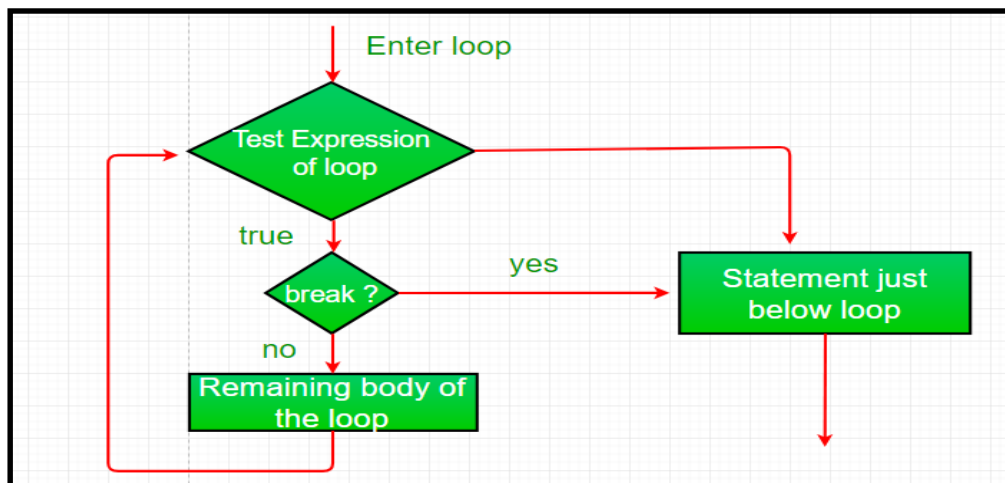 Enter loop
Test Expression
of loop
true
break ?
yes
Statement just
below loop
no
Remaining body of
the loop